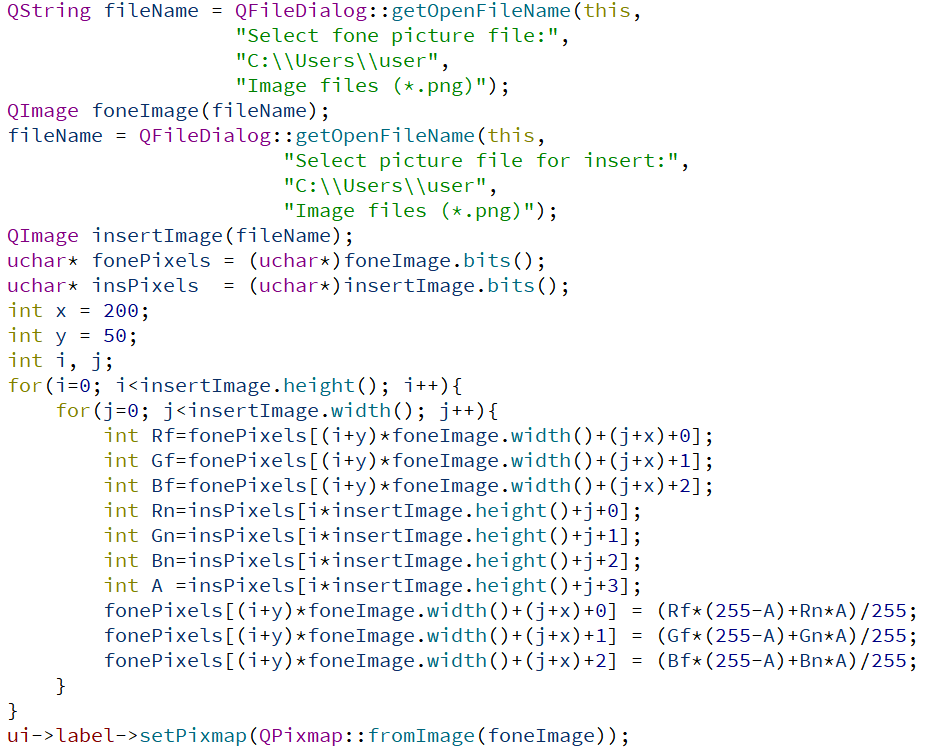 QString fileName = QFileDialog::getOpenFileName(this,
                   "Select fone picture file:",
                   "C:\\Users\\user",
                   "Image files (*.png)");
QImage foneImage(fileName);
fileName = QFileDialog::getOpenFileName(this,
                       "Select picture file for insert:",
                       "C:\\Users\\user",
                       "Image files (*.png)");
QImage insertImage(fileName);
uchar* fonePixels = (uchar*)foneImage.bits();
uchar* insPixels  = (uchar*)insertImage.bits();
int x = 200;
int y = 50;
int i, j;
for(i=0; i<insertImage.height(); i++){
    for(j=0; j<insertImage.width(); j++){
        int Rf=fonePixels[(i+y)*foneImage.width()+(j+x)+0];
        int Gf=fonePixels[(i+y)*foneImage.width()+(j+x)+1];
        int Bf=fonePixels[(i+y)*foneImage.width()+(j+x)+2];
        int Rn=insPixels[i*insertImage.height()+j+0];
        int Gn=insPixels[i*insertImage.height()+j+1];
        int Bn=insPixels[i*insertImage.height()+j+2];
        int A =insPixels[i*insertImage.height()+j+3];
        fonePixels[(i+y)*foneImage.width()+(j+x)+0] = (Rf*(255-A)+Rn*A)/255;
        fonePixels[(i+y)*foneImage.width()+(j+x)+1] = (Gf*(255-A)+Gn*A)/255;
        fonePixels[(i+y)*foneImage.width()+(j+x)+2] = (Bf*(255-A)+Bn*A)/255;
    }
}
ui->label->setPixmap(QPixmap::fromImage(foneImage));